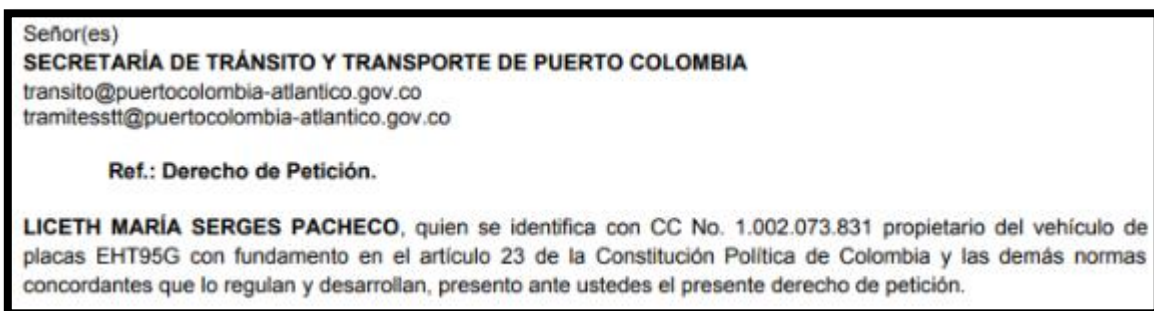 Señor(es)
SECRETARÍA DE TRÁNSITO Y TRANSPORTE DE PUERTO COLOMBIA
transito@puertocolombia-atlantico.gov.co
tramitesstt@puertocolombia-atlantico.gov.co
Ref.: Derecho de Petición.
LICETH MARÍA SERGES PACHECO, quien se identifica con CC No. 1.002.073.831 propietario del vehículo de
placas EHT95G con fundamento en el artículo 23 de la Constitución Política de Colombia y las demás normas
concordantes que lo regulan y desarrollan, presento ante ustedes el presente derecho de petición.